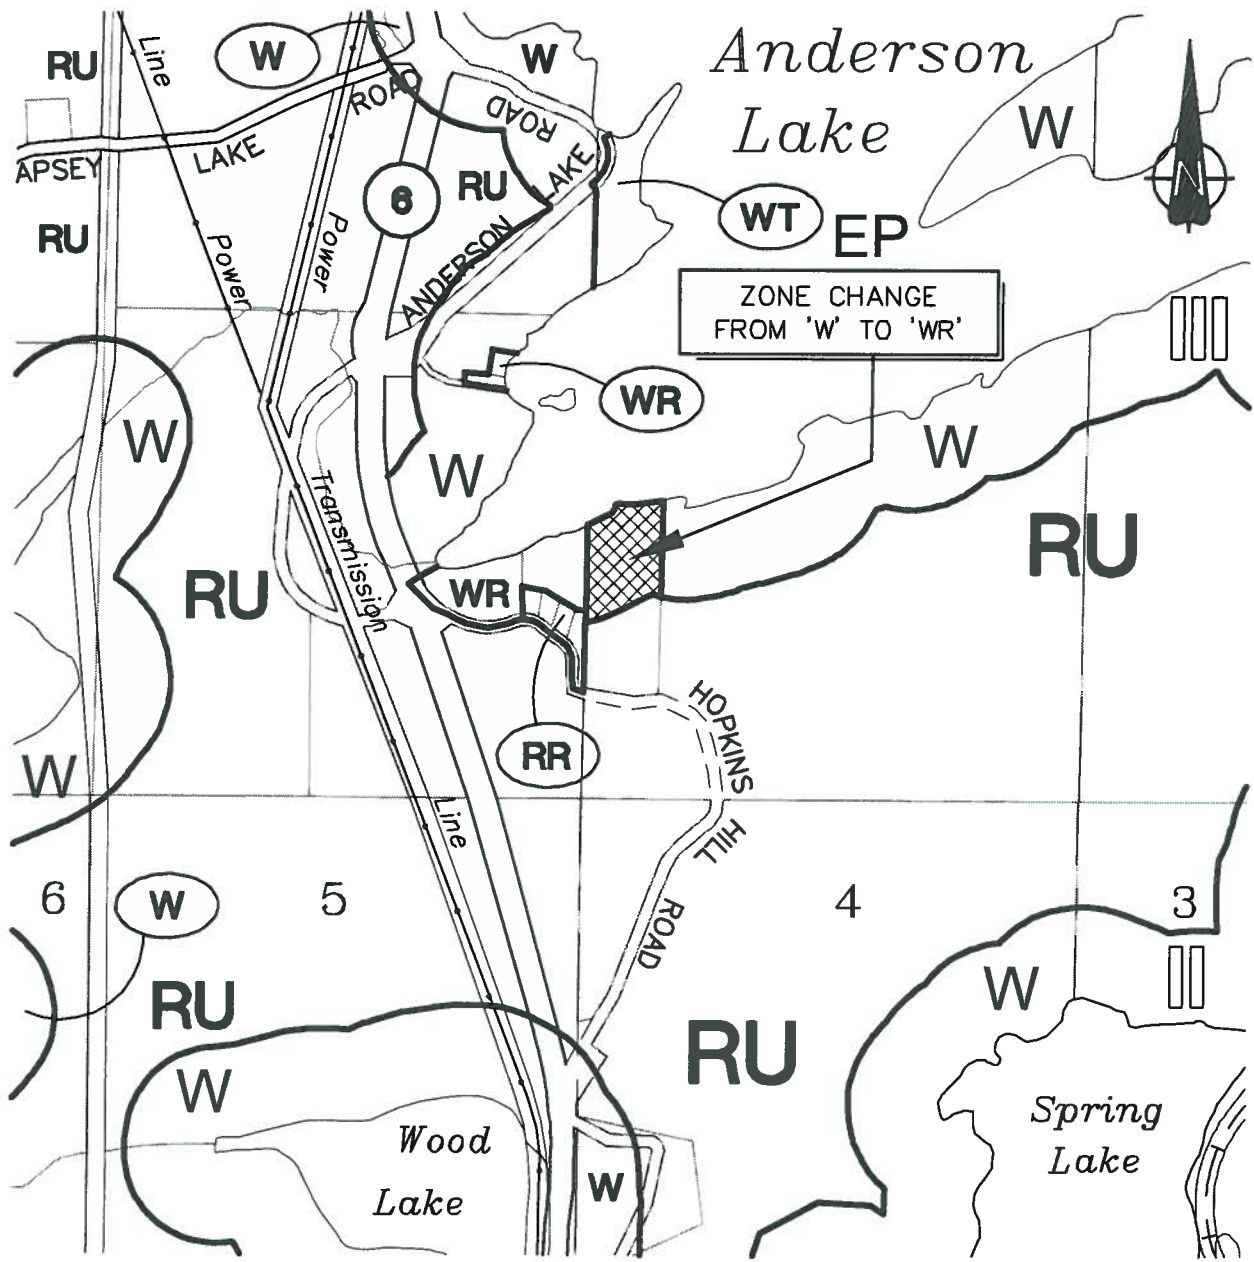 Anderson
Lake
RU
W
W
W
N
APSEY
LAKE
ROAD
Line
Power
Power
6
RU
ROAD
LAKE
ANDERSON
WT
EP
RU
ZONE CHANGE
FROM 'W' TO 'WR'
III
WR
W
W
W
Transmission
RU
WR
RU
RR
HOPKINS
HILL
ROAD
W
Line
6
W
5
4
3
II
RU
W
RU
W
Wood
Lake
W
Spring
Lake